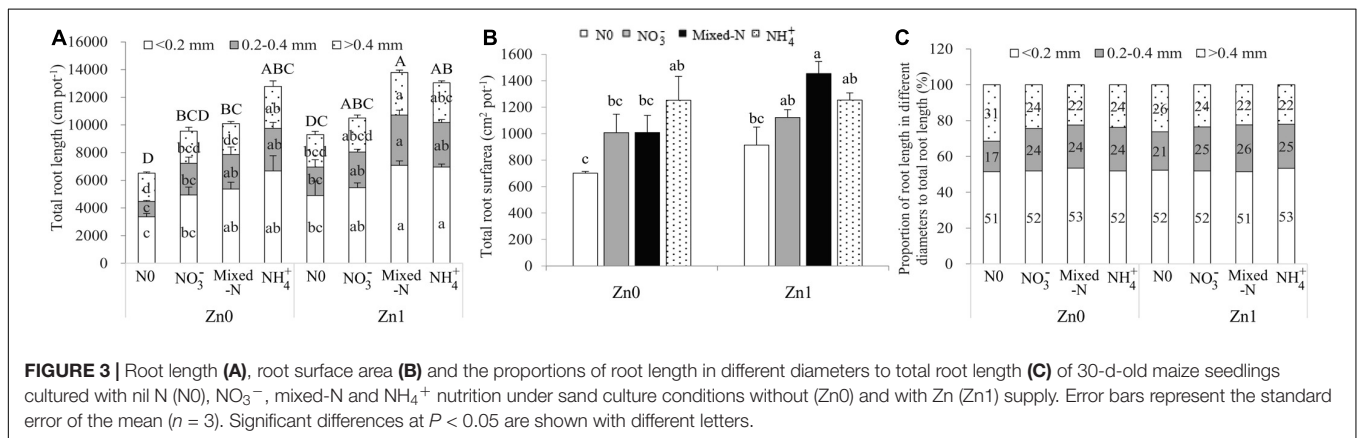 A
<0.2 mm 0.2-0.4 mm >0.4 mm
Total root length (cm pot-1)
16000
14000
12000
10000
8000
6000
4000
2000
0
D BCD BC ABC DC ABC A AB
d bcd dc ab bcd abcd a abc
c bc ab ab bc ab a ab
c bc ab ab bc ab a a
N0 NO3- Mixed-N NH4+ N0 NO3- Mixed-N NH4+
Zn0 Zn1
B
N0 NO3- Mixed-N NH4+
Total root surfarea (cm2 pot-1)
1600
1400
1200
1000
800
600
400
200
0
c bc bc ab bc ab a ab
Zn0 Zn1
C
<0.2 mm 0.2-0.4 mm >0.4 mm
Proportion of root length in different
diameters to total root length (%)
120
100
80
60
40
20
0
31 24 22 24 26 24 22 22
17 24 24 24 21 25 26 25
51 52 53 52 52 52 51 53
N0 NO3- Mixed-N NH4+ N0 NO3- Mixed-N NH4+
Zn0 Zn1
FIGURE 3 | Root length (A), root surface area (B) and the proportions of root length in different diameters to total root length (C) of 30-d-old maize seedlings
cultured with nil N (N0), NO3−, mixed-N and NH4+ nutrition under sand culture conditions without (Zn0) and with Zn (Zn1) supply. Error bars represent the standard
error of the mean (n = 3). Significant differences at P < 0.05 are shown with different letters.